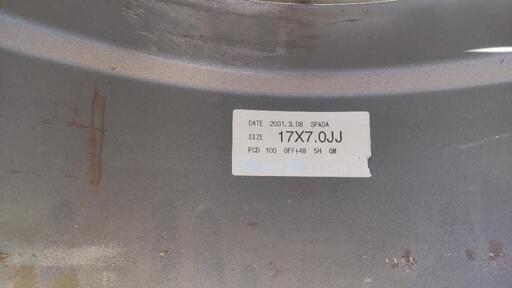 DATE 2001.3.08 SPADA
SIZE 17X7.0JJ
PCD 100 OFF+48 5H GM